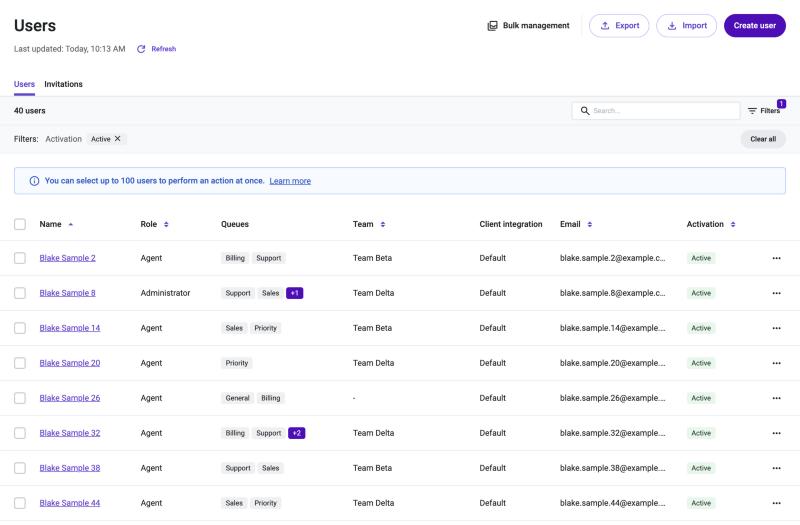 Users
Bulk management Export Import Create user
Last updated: Today, 10:13 AM Refresh
Users Invitations
40 users Search... Filters 1
Filters: Activation Active Clear all
You can select up to 100 users to perform an action at once. Learn more
Name Role Queues Team Client integration Email Activation
Blake Sample 2 Agent Billing Support Team Beta Default blake.sample.2@example.c... Active
Blake Sample 8 Administrator Support Sales +1 Team Delta Default blake.sample.8@example.c... Active
Blake Sample 14 Agent Sales Priority Team Beta Default blake.sample.14@example.... Active
Blake Sample 20 Agent Priority Team Delta Default blake.sample.20@example.... Active
Blake Sample 26 Agent General Billing - Default blake.sample.26@example.... Active
Blake Sample 32 Agent Billing Support +2 Team Delta Default blake.sample.32@example.... Active
Blake Sample 38 Agent Support Sales Team Beta Default blake.sample.38@example.... Active
Blake Sample 44 Agent Sales Priority Team Delta Default blake.sample.44@example.... Active